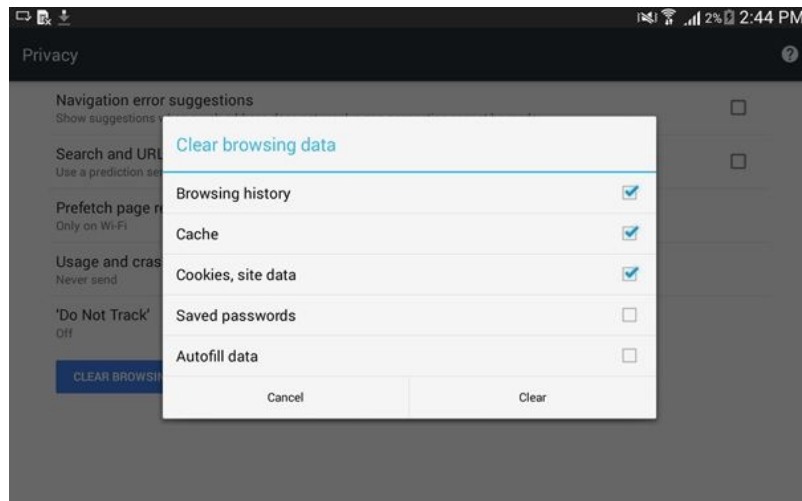 2% 2:44 PM
Privacy
Navigation error suggestions
Show suggestions
Search and URL
Use a prediction
Prefetch page
Only on Wi-Fi
Usage and
Never send
'Do Not Track'
Off
CLEAR
Clear browsing data
Browsing history
Cache
Cookies, site data
Saved passwords
Autofill data
Cancel
Clear